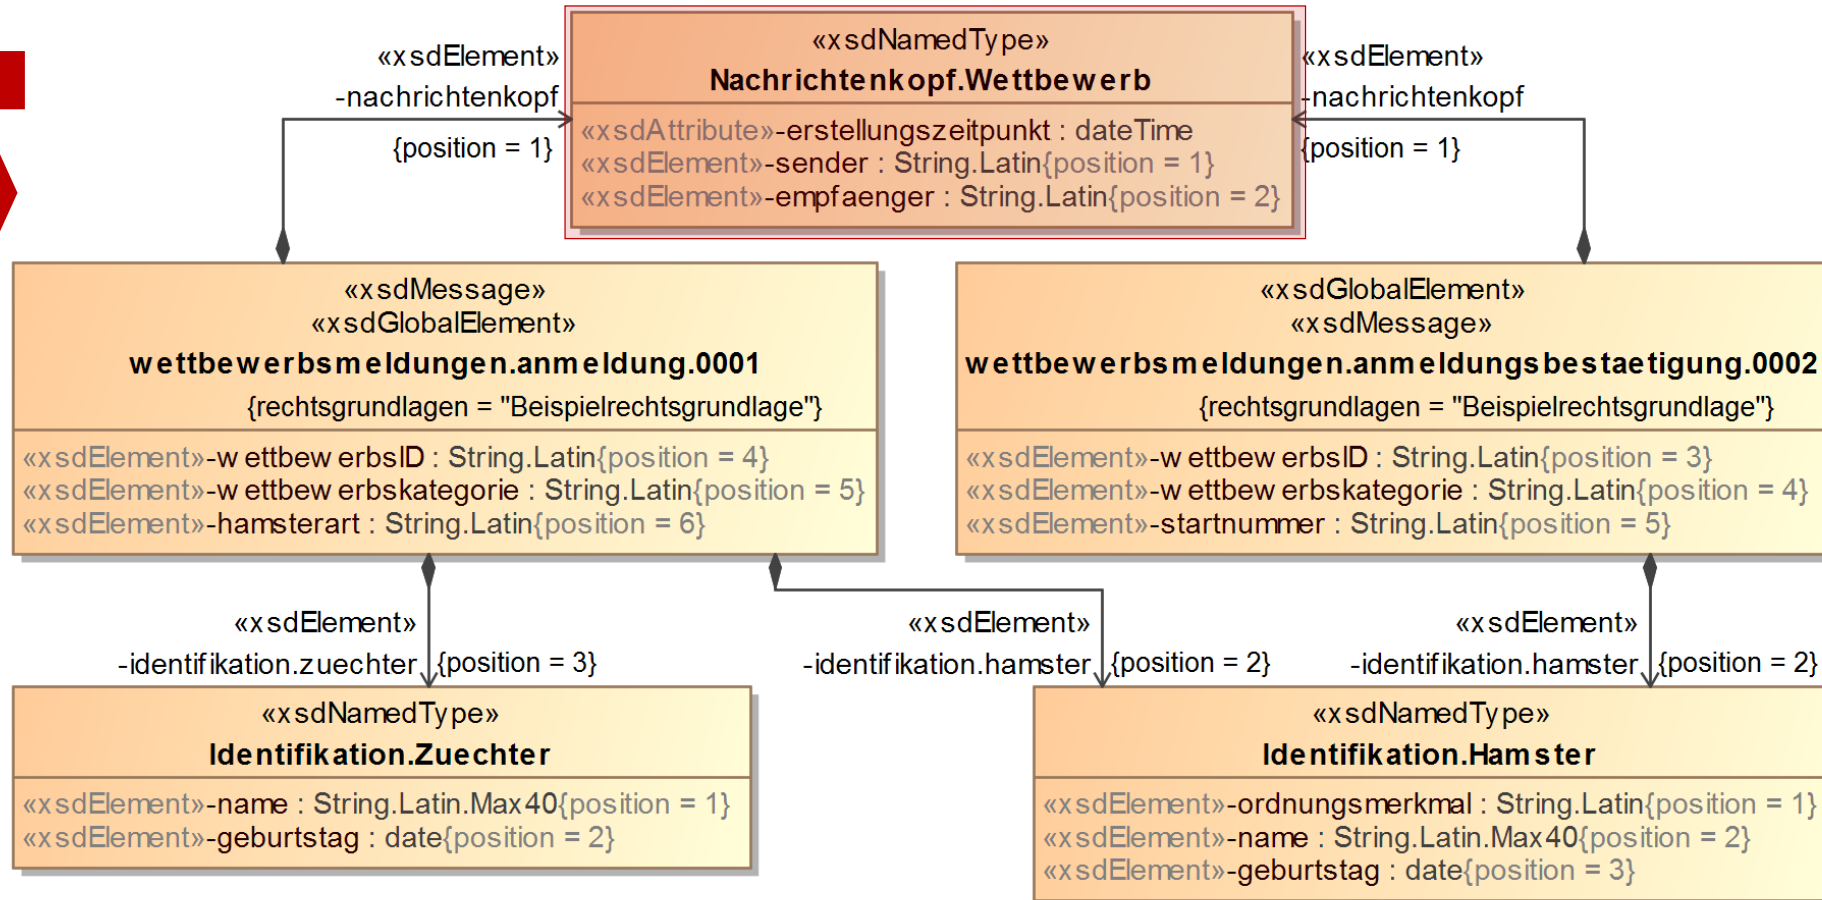 «xsdElement»
-nachrichtenkopf
{position = 1}
«xsdNamedType»
Nachrichtenkopf.Wettbewerb
«xsdAttribute»-erstellungszeitpunkt : dateTime
«xsdElement»-sender : String.Latin{position = 1}
«xsdElement»-empfaenger : String.Latin{position = 2}
«xsdElement»
-nachrichtenkopf
{position = 1}
«xsdMessage»
«xsdGlobalElement»
wettbewerbsmeldungen.anmeldung.0001
{rechtsgrundlagen = "Beispielrechtsgrundlage"}
«xsdElement»-wettbewerbsID : String.Latin{position = 4}
«xsdElement»-wettbewerbskategorie : String.Latin{position = 5}
«xsdElement»-hamsterart : String.Latin{position = 6}
«xsdGlobalElement»
«xsdMessage»
wettbewerbsmeldungen.anmeldungsbestaetigung.0002
{rechtsgrundlagen = "Beispielrechtsgrundlage"}
«xsdElement»-wettbewerbsID : String.Latin{position = 3}
«xsdElement»-wettbewerbskategorie : String.Latin{position = 4}
«xsdElement»-startnummer : String.Latin{position = 5}
«xsdElement»
-identifikation.zuechter {position = 3}
«xsdElement»
-identifikation.hamster {position = 2}
«xsdElement»
-identifikation.hamster {position = 2}
«xsdNamedType»
Identifikation.Zuechter
«xsdElement»-name : String.Latin.Max40{position = 1}
«xsdElement»-geburtstag : date{position = 2}
«xsdNamedType»
Identifikation.Hamster
«xsdElement»-ordnungsmerkmal : String.Latin{position = 1}
«xsdElement»-name : String.Latin.Max40{position = 2}
«xsdElement»-geburtstag : date{position = 3}